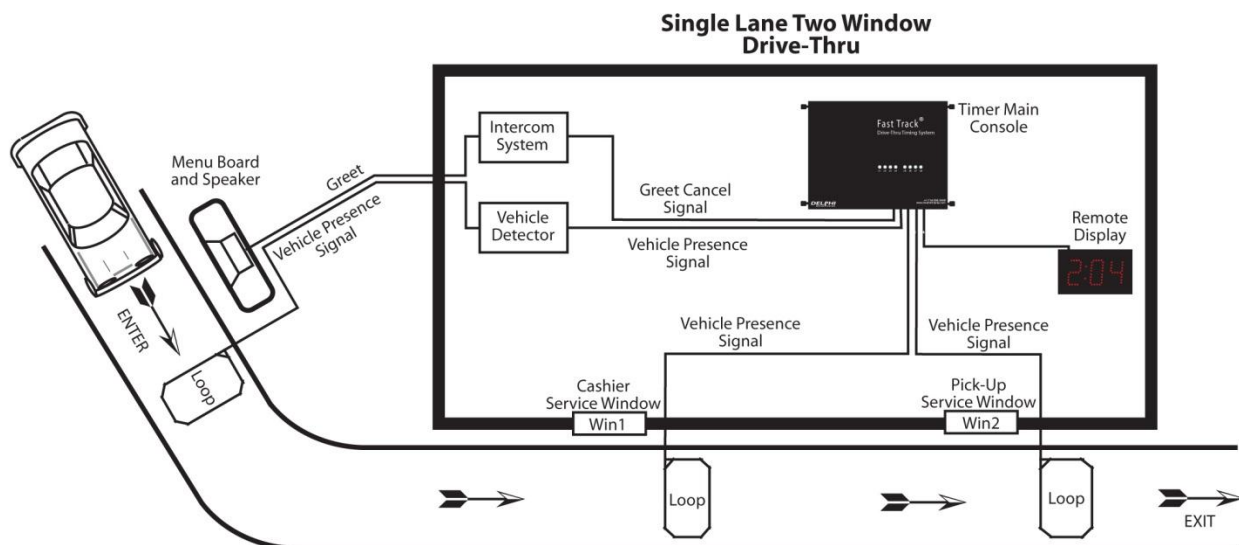 Single Lane Two Window
Drive-Thru
Menu Board
and Speaker
Greet
Vehicle Presence
Signal
ENTER
Loop
Intercom
System
Vehicle
Detector
Greet Cancel
Signal
Vehicle Presence
Signal
Fast Track®
Drive-Thru Timing System
DELPHI
Timer Main
Console
Remote
Display
2:04
Vehicle Presence
Signal
Vehicle Presence
Signal
Cashier
Service Window
Win1
Pick-Up
Service Window
Win2
Loop
Loop
EXIT